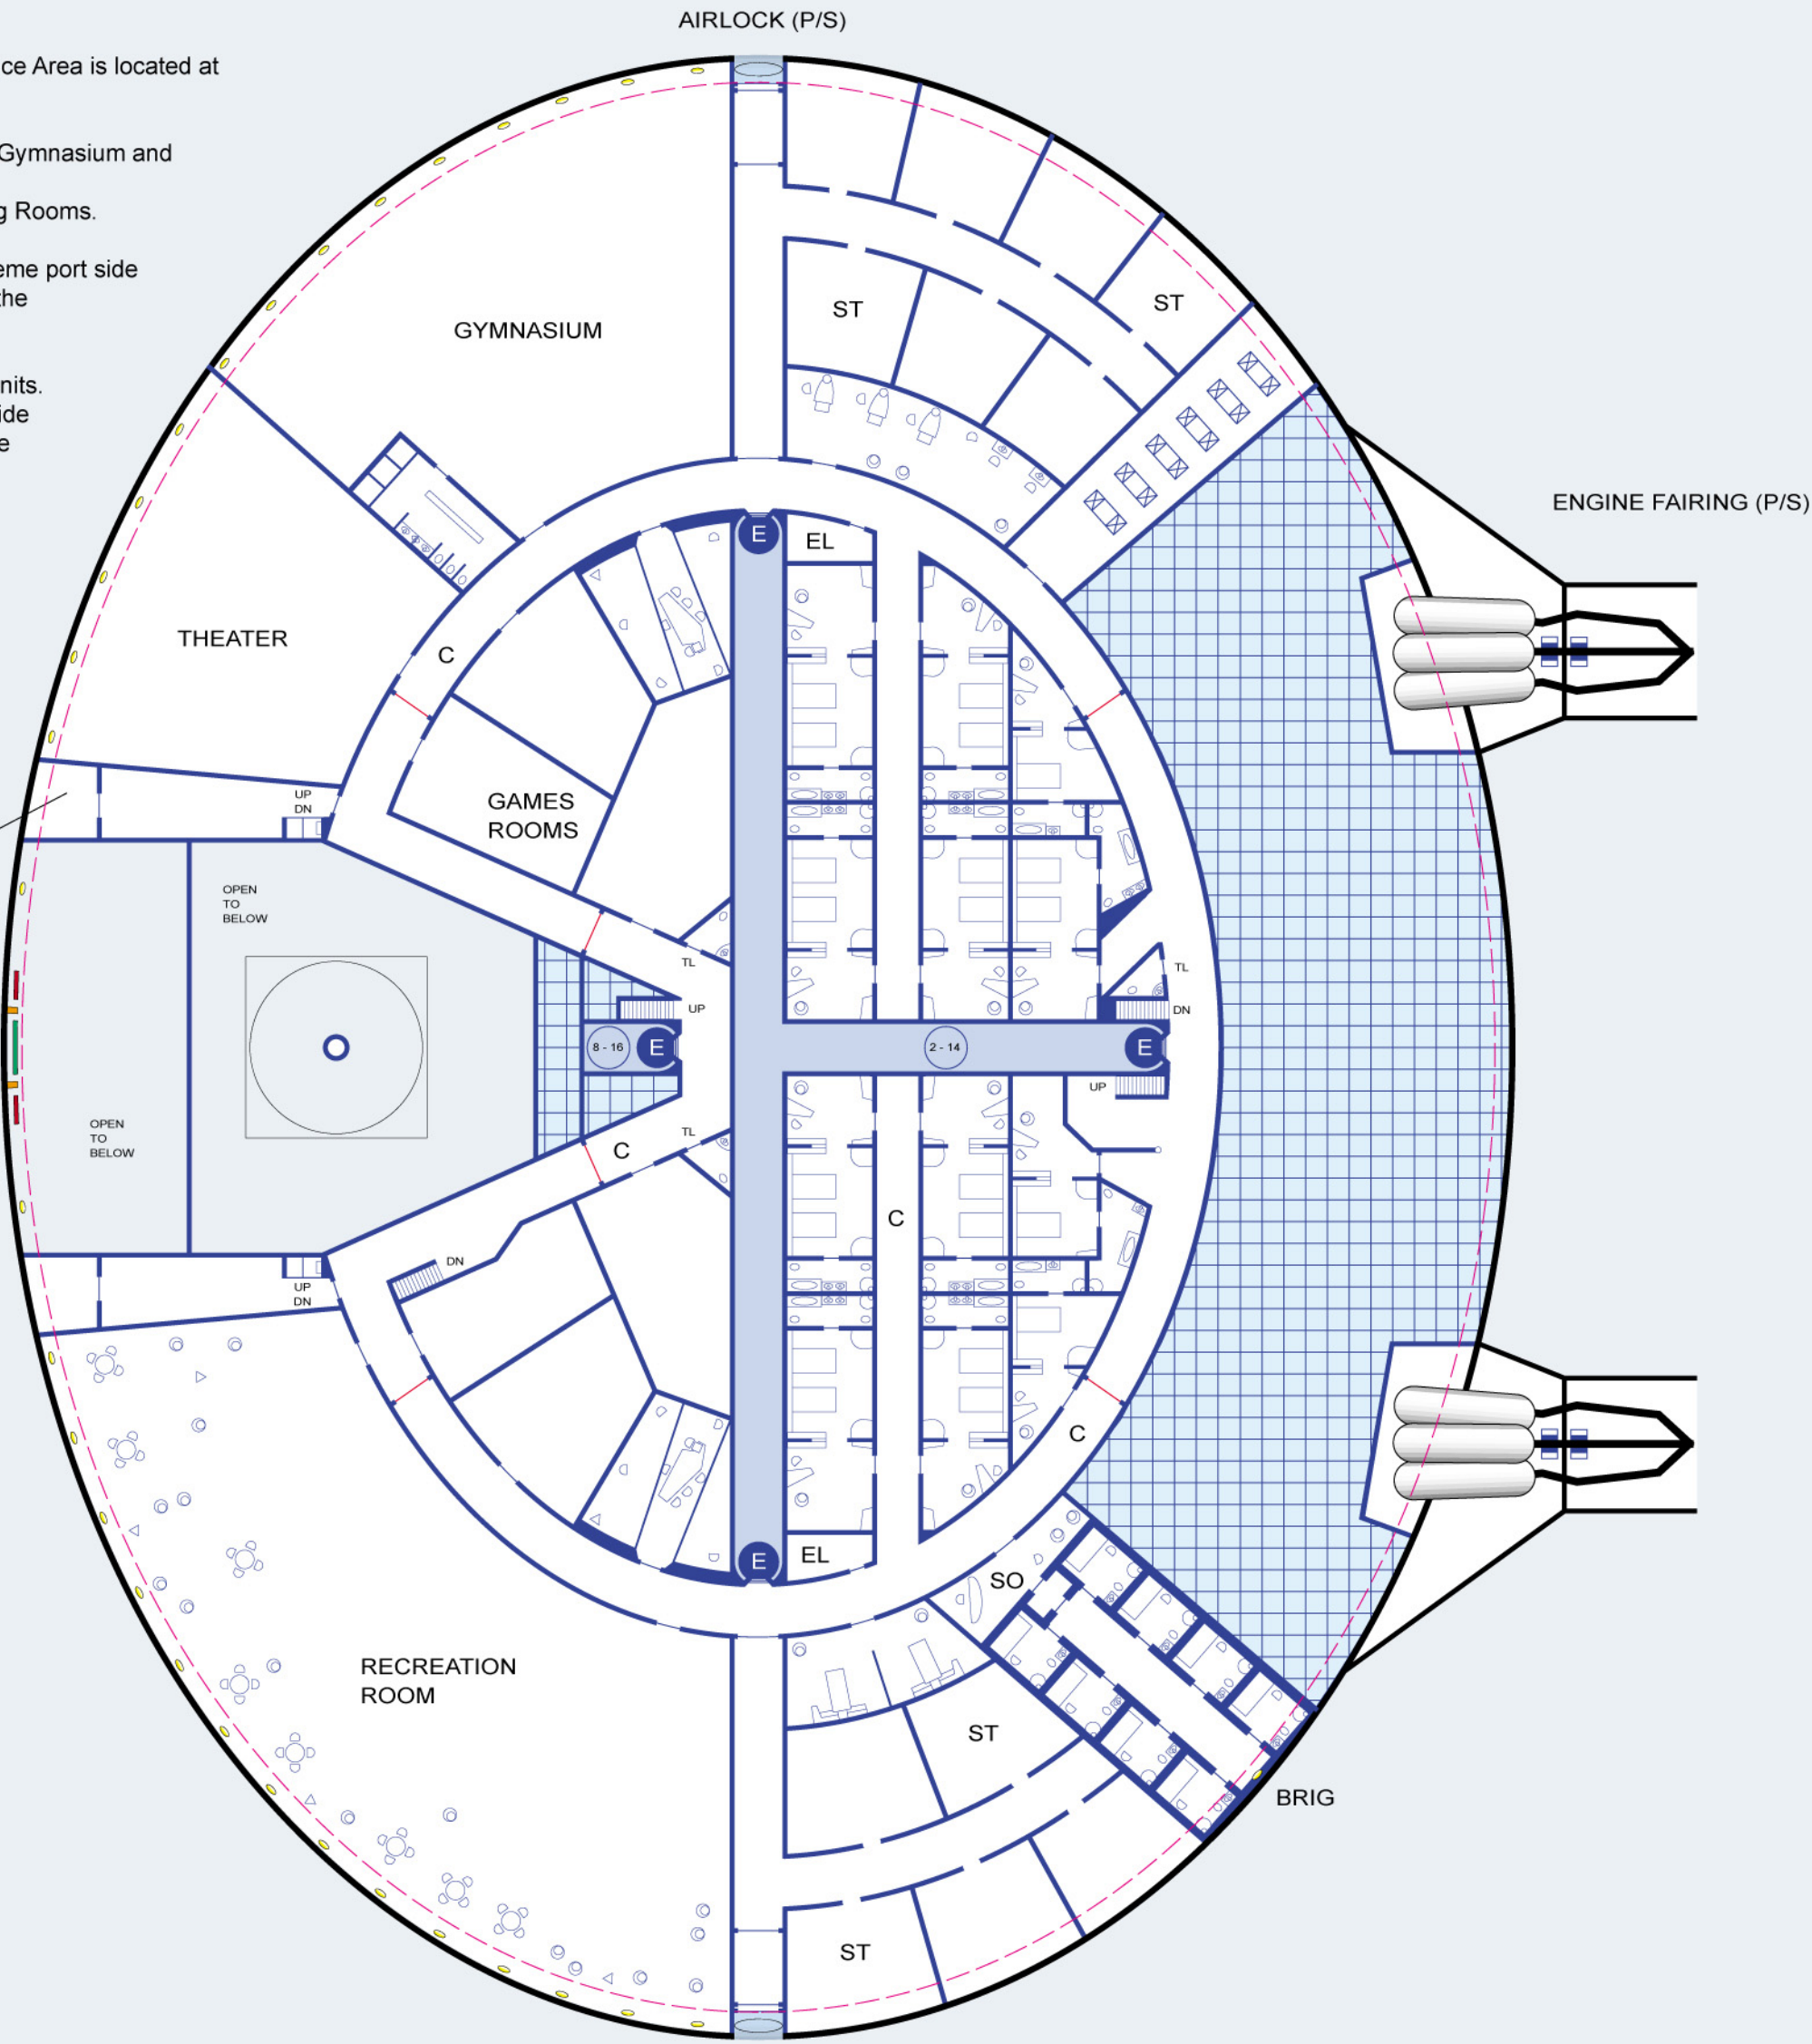 AIRLOCK (P/S)
ce Area is located at
Gymnasium and
g Rooms.
eme port side
the
nits.
ide
e
ST
ST
GYMNASIUM
ENGINE FAIRING (P/S)
E
EL
THEATER
C
UP
DN
GAMES
ROOMS
OPEN
TO
BELOW
TL
TL
UP
DN
8 - 16
E
2 - 14
E
UP
OPEN
TO
BELOW
TL
C
C
DN
UP
DN
C
E
EL
SO
RECREATION
ROOM
ST
BRIG
ST